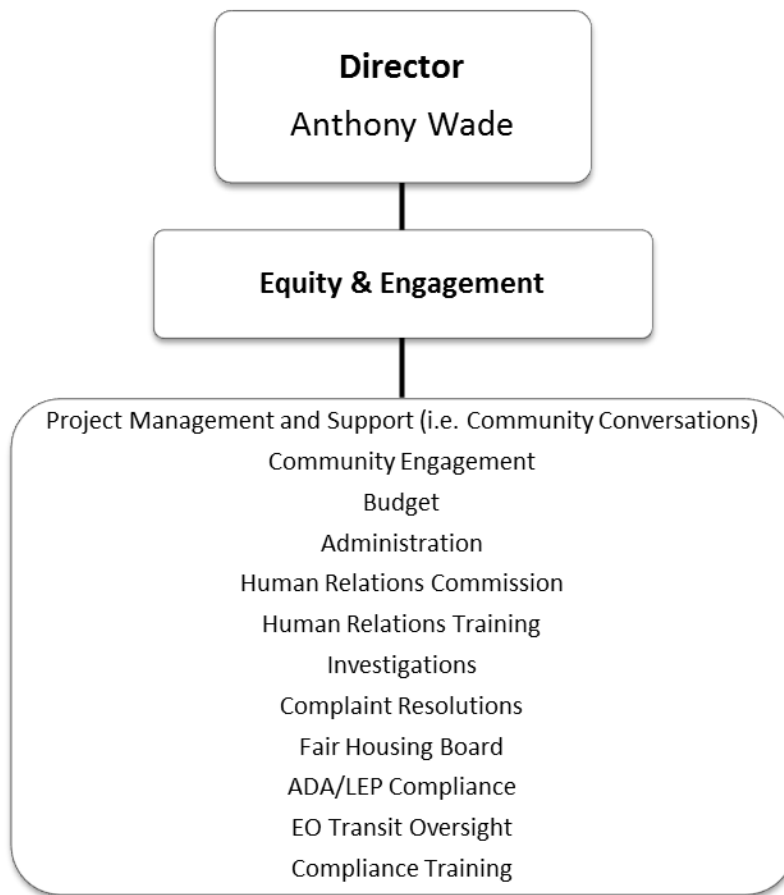 Director
Anthony Wade
Equity & Engagement
Project Management and Support (i.e. Community Conversations)
Community Engagement
Budget
Administration
Human Relations Commission
Human Relations Training
Investigations
Complaint Resolutions
Fair Housing Board
ADA/LEP Compliance
EO Transit Oversight
Compliance Training